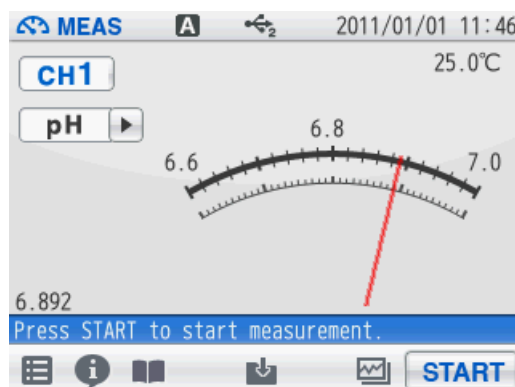 MEAS A 2 2011/01/01 11:46
25.0℃
CH1
pH
6.8
6.6 7.0
6.892
Press START to start measurement.
i START